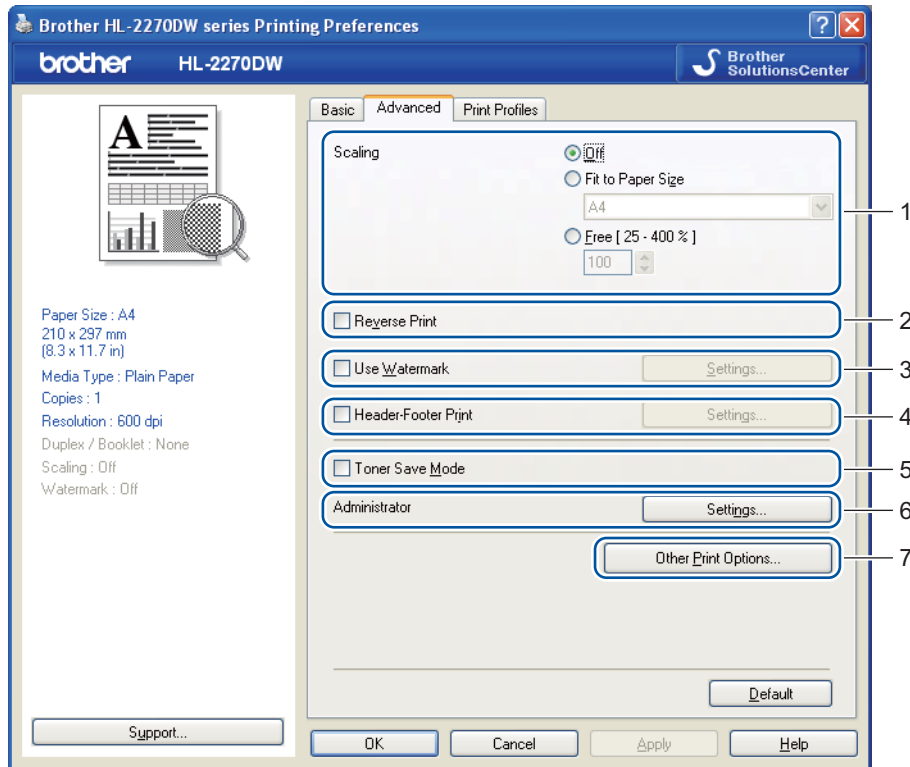 Brother HL-2270DW series Printing Preferences
brother HL-2270DW
Brother
SolutionsCenter
A
Paper Size : A4
210 x 297 mm
(8.3 x 11.7 in)
Media Type : Plain Paper
Copies : 1
Resolution : 600 dpi
Duplex / Booklet : None
Scaling : Off
Watermark : Off
Support...
Basic Advanced Print Profiles
Scaling
Off
Fit to Paper Size
A4
Free [ 25 - 400 % ]
100
1
Reverse Print
2
Use Watermark Settings...
3
Header-Footer Print Settings...
4
Toner Save Mode
5
Administrator Settings...
6
Other Print Options...
7
Default
OK Cancel Apply Help